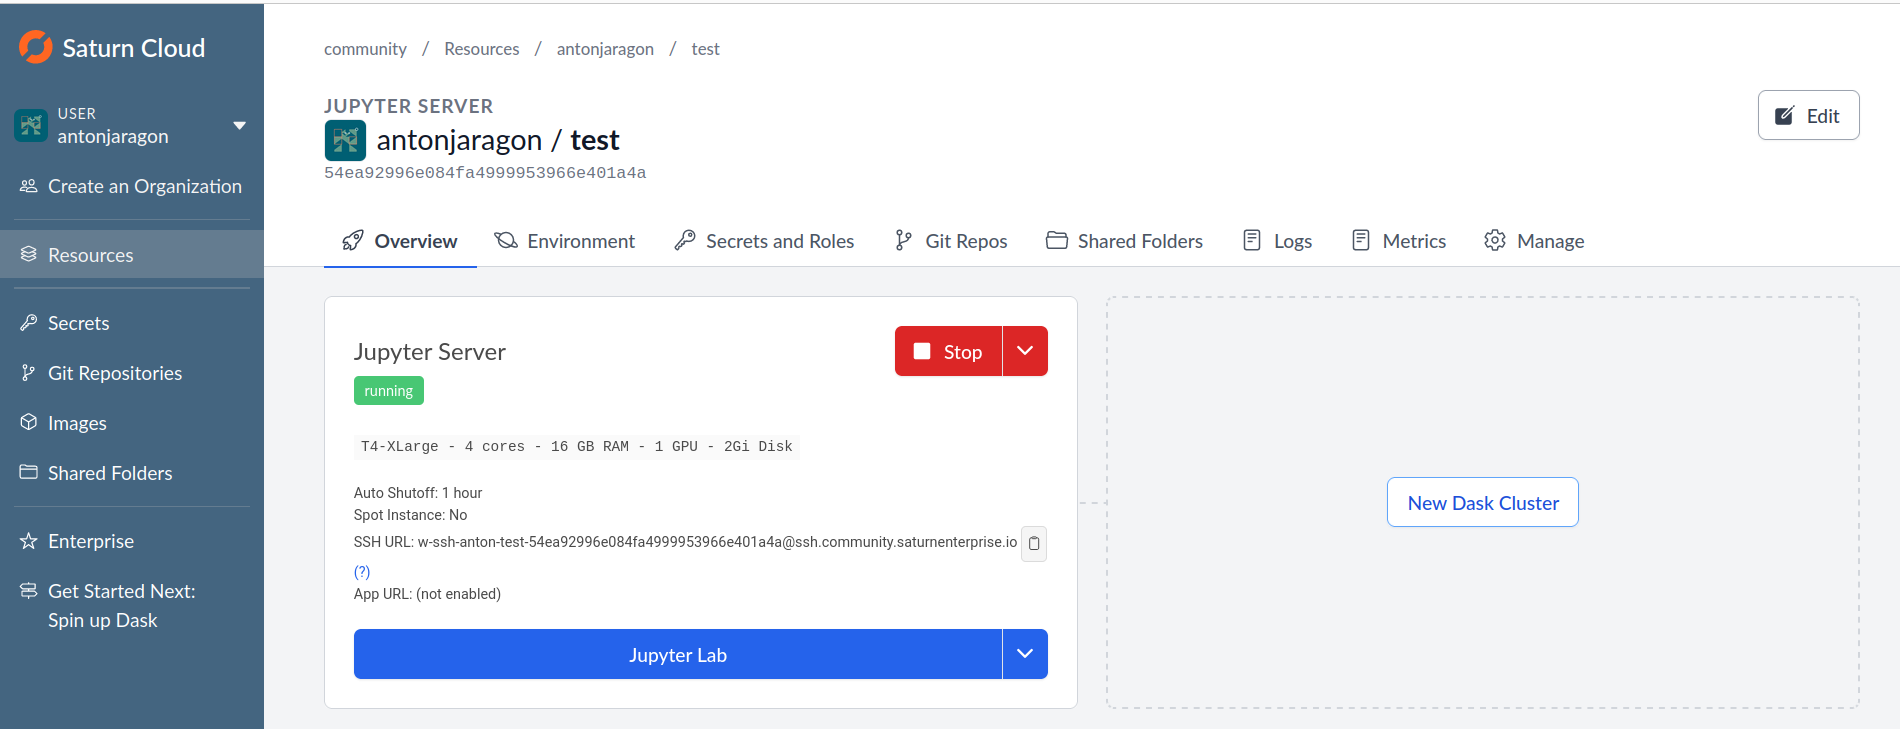 Saturn Cloud
USER
antonjaragon
Create an Organization
Resources
Secrets
Git Repositories
Images
Shared Folders
Enterprise
Get Started Next:
Spin up Dask
community / Resources / antonjaragon / test
JUPYTER SERVER
antonjaragon / test
54ea92996e084fa4999953966e401a4a
Edit
Overview Environment Secrets and Roles Git Repos Shared Folders Logs Metrics Manage
Jupyter Server
Stop
running
T4-XLarge - 4 cores - 16 GB RAM - 1 GPU - 2Gi Disk
Auto Shutoff: 1 hour
Spot Instance: No
SSH URL: w-ssh-anton-test-54ea92996e084fa4999953966e401a4a@ssh.community.saturnenterprise.io
(?)
App URL: (not enabled)
Jupyter Lab
New Dask Cluster